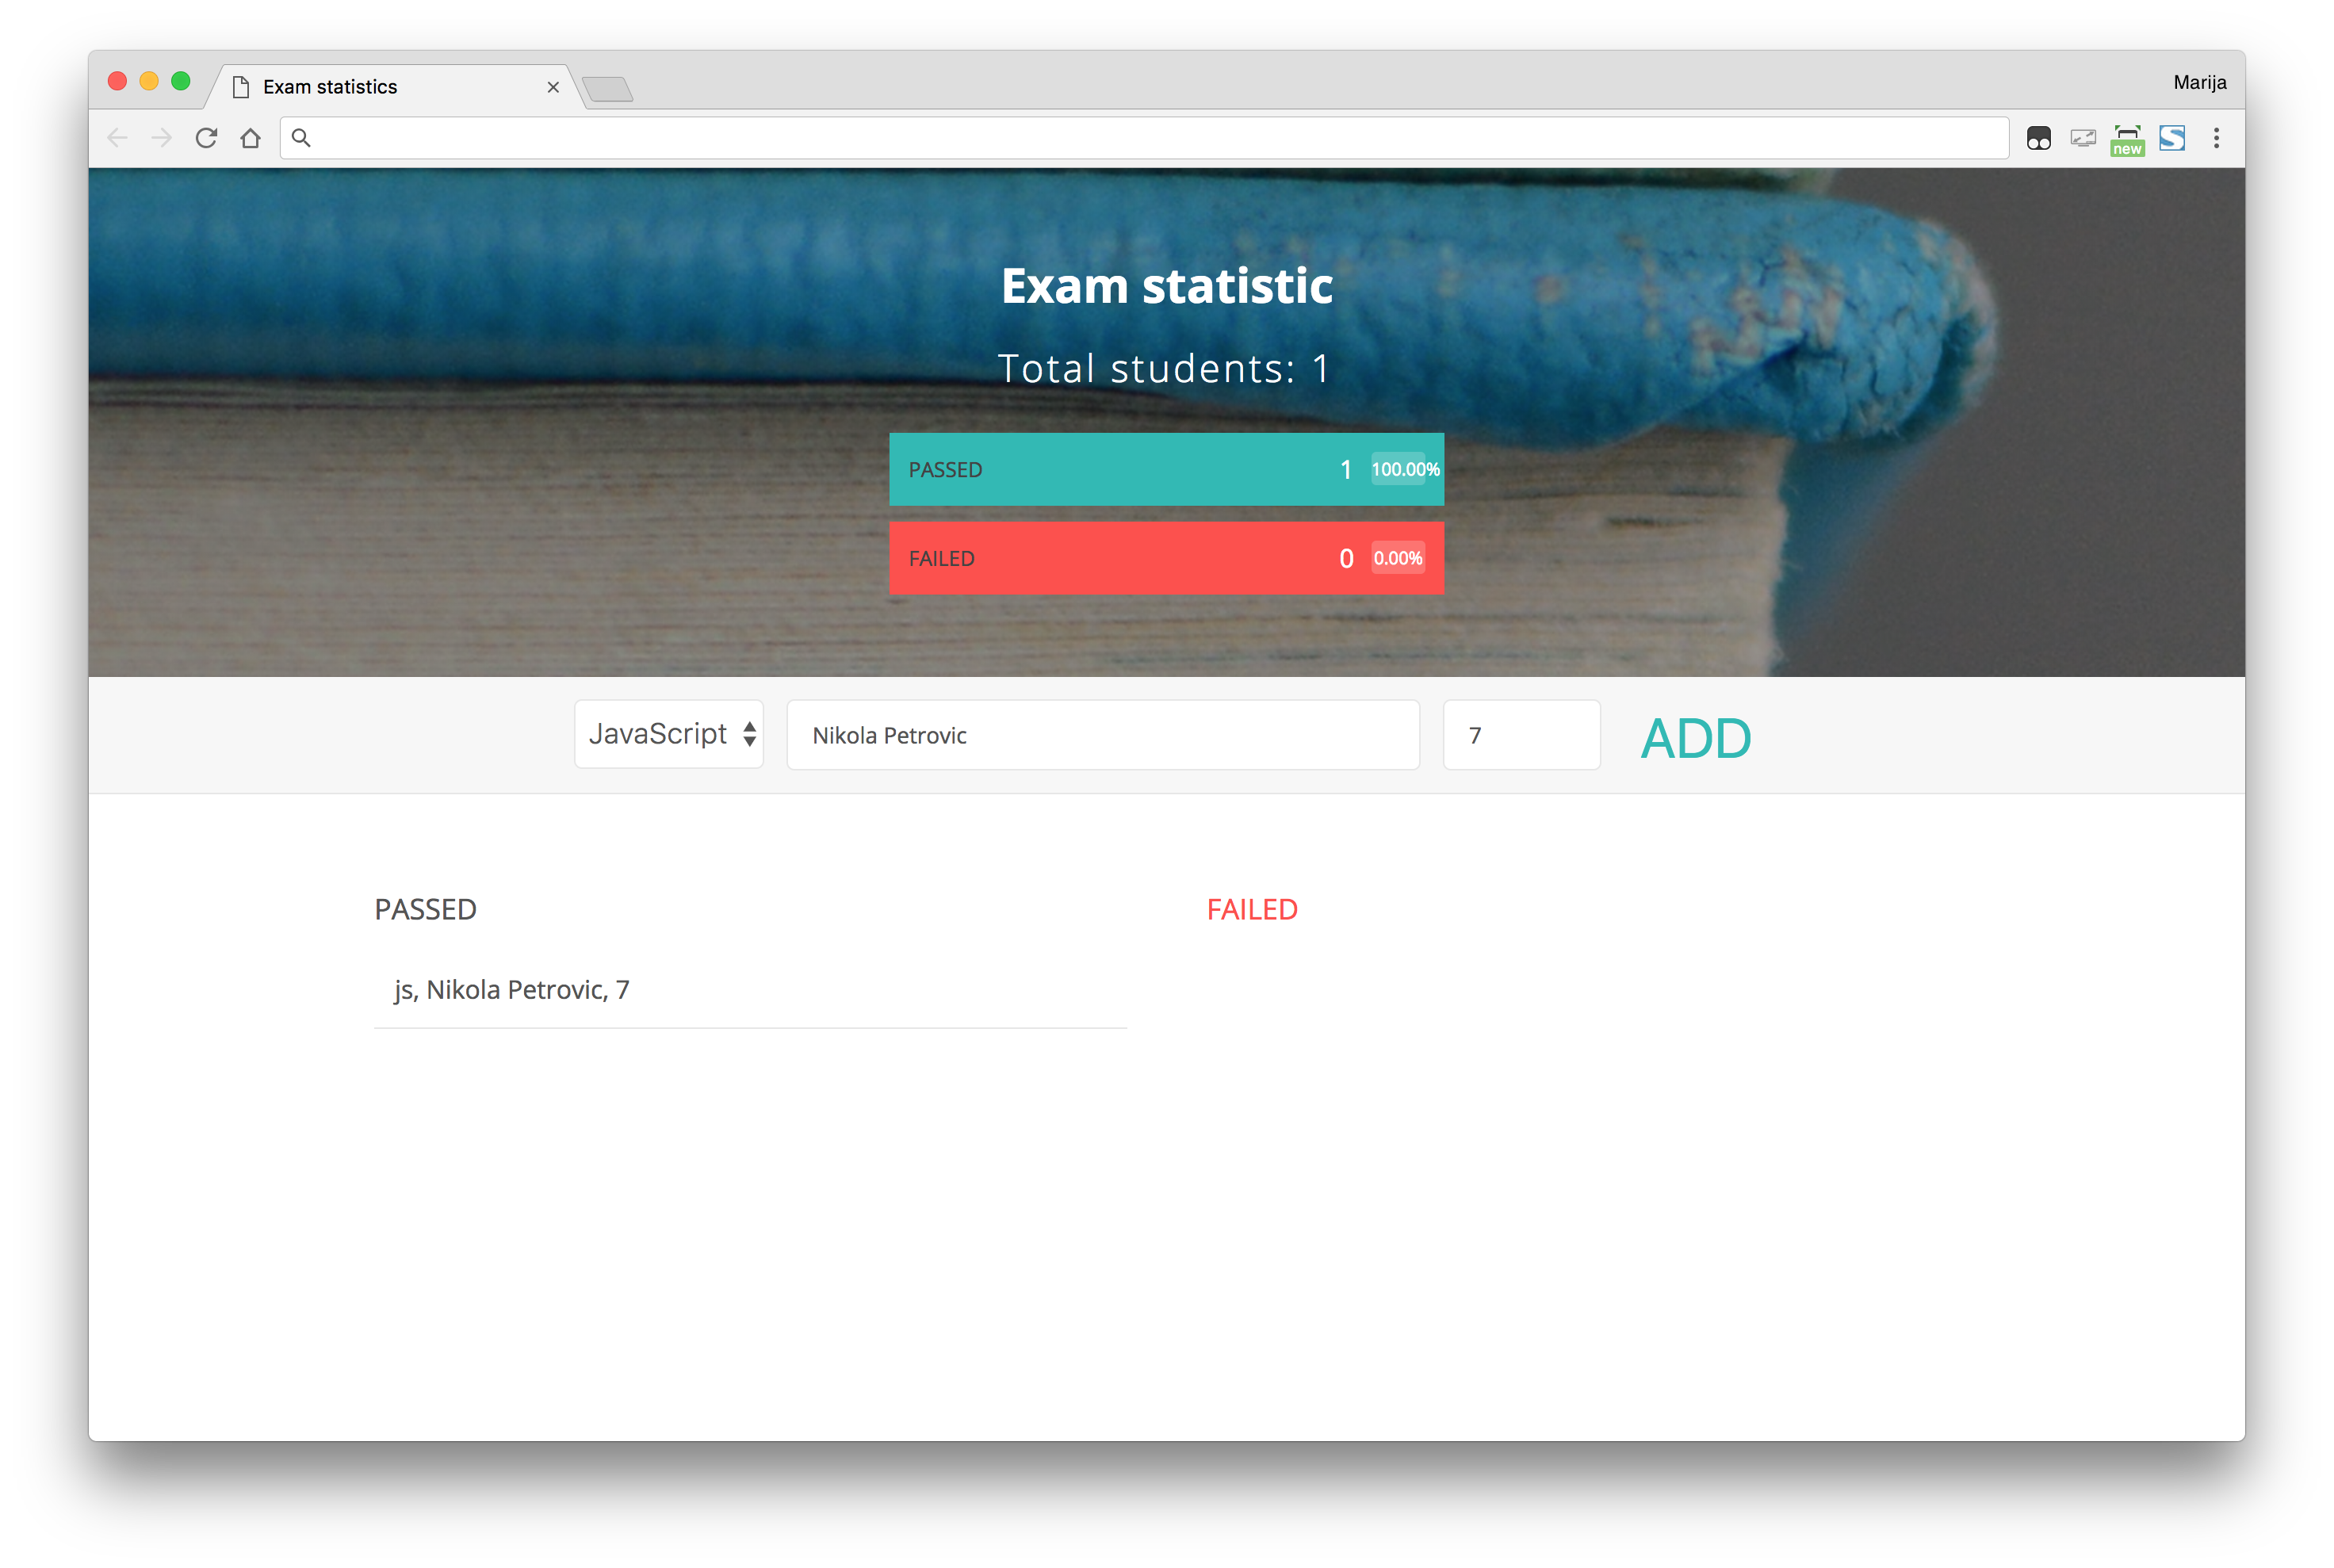 Exam statistics
Marija
new
Exam statistic
Total students: 1
PASSED 1 100.00%
FAILED 0 0.00%
JavaScript Nikola Petrovic 7 ADD
PASSED FAILED
js, Nikola Petrovic, 7